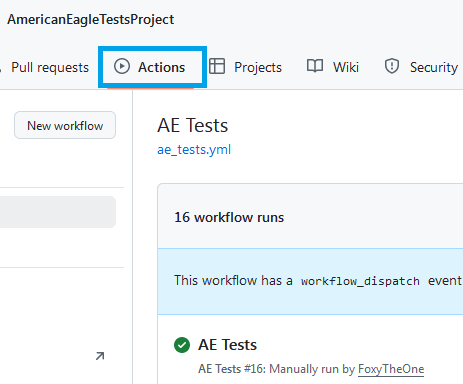 AmericanEagleTestsProject
Pull requests Actions Projects Wiki Security
New workflow
AE Tests
ae_tests.yml
16 workflow runs
This workflow has a workflow_dispatch event
AE Tests
AE Tests #16: Manually run by FoxyTheOne